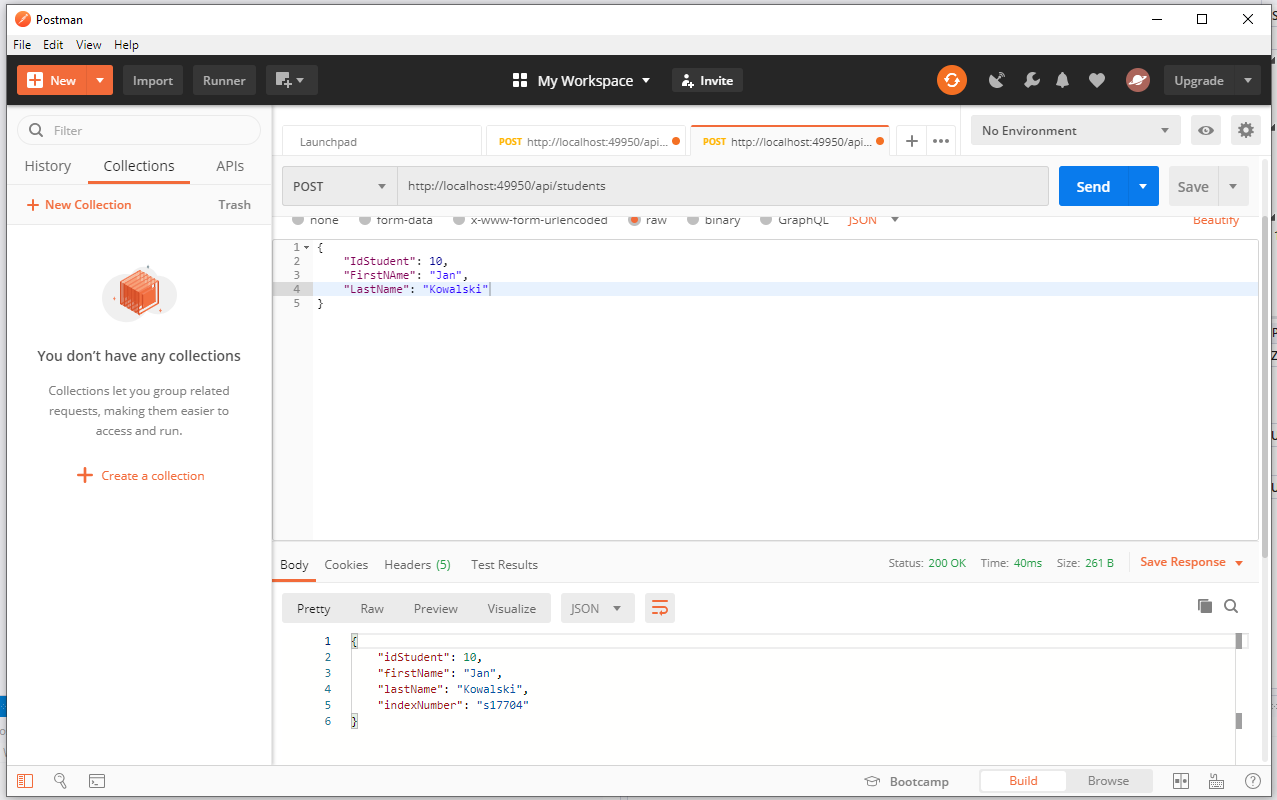 Postman
File Edit View Help
New Import Runner My Workspace Invite Upgrade
Filter
History Collections APIs
New Collection Trash
You don't have any collections
Collections let you group related
requests, making them easier to
access and run.
Create a collection
Launchpad POST http://localhost:49950/api... POST http://localhost:49950/api... No Environment
POST http://localhost:49950/api/students Send Save
none form-data x-www-form-urlencoded raw binary GraphQL JSON Beautify
1 {
2 "IdStudent": 10,
3 "FirstNAme": "Jan",
4 "LastName": "Kowalski"
5 }
Body Cookies Headers (5) Test Results Status: 200 OK Time: 40ms Size: 261 B Save Response
Pretty Raw Preview Visualize JSON
1 {
2 "idStudent": 10,
3 "firstName": "Jan",
4 "lastName": "Kowalski",
5 "indexNumber": "s17704"
6 }
Bootcamp Build Browse